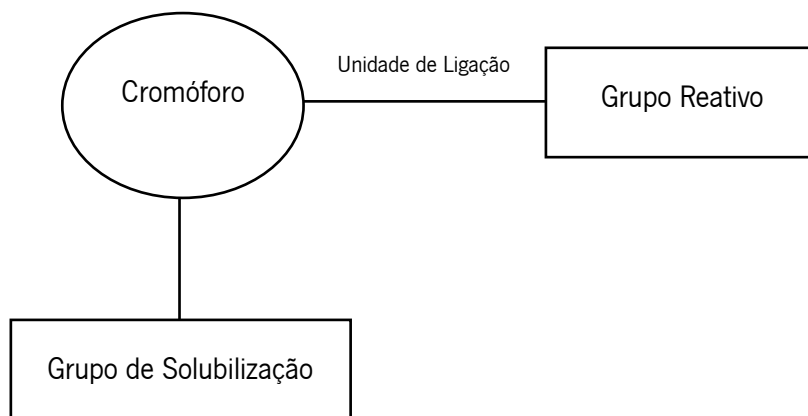 Unidade de Ligação
Cromóforo
Grupo Reativo
Grupo de Solubilização